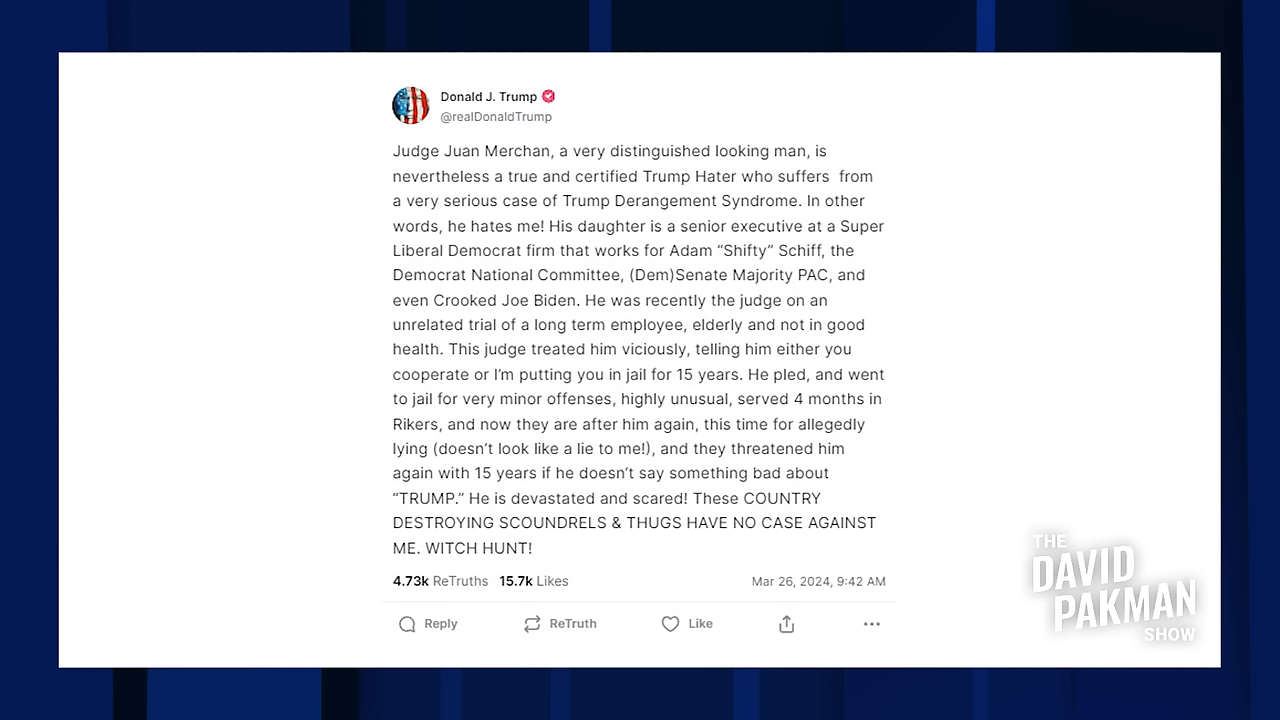 Donald J. Trump
@realDonaldTrump
Judge Juan Merchan, a very distinguished looking man, is
nevertheless a true and certified Trump Hater who suffers  from
a very serious case of Trump Derangement Syndrome. In other
words, he hates me! His daughter is a senior executive at a Super
Liberal Democrat firm that works for Adam “Shifty” Schiff, the
Democrat National Committee, (Dem)Senate Majority PAC, and
even Crooked Joe Biden. He was recently the judge on an
unrelated trial of a long term employee, elderly and not in good
health. This judge treated him viciously, telling him either you
cooperate or I’m putting you in jail for 15 years. He pled, and went
to jail for very minor offenses, highly unusual, served 4 months in
Rikers, and now they are after him again, this time for allegedly
lying (doesn’t look like a lie to me!), and they threatened him
again with 15 years if he doesn’t say something bad about
“TRUMP.” He is devastated and scared! These COUNTRY
DESTROYING SCOUNDRELS & THUGS HAVE NO CASE AGAINST
ME. WITCH HUNT!
4.73k ReTruths 15.7k Likes Mar 26, 2024, 9:42 AM
Reply ReTruth Like
THE
DAVID
PAKMAN
SHOW